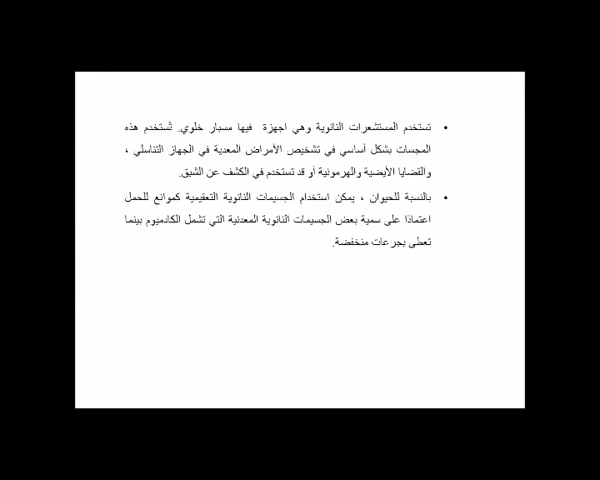 • تستخدم المستشعرات النانوية وهي اجهزة فيها مسبار خلوي. تُستخدم هذه
المجسات بشكل أساسي في تشخيص الأمراض المعدية في الجهاز التناسلي ،
والقضايا الأيضية والهرمونية أو قد تستخدم في الكشف عن الشبق.
• بالنسبة للحيوان ، يمكن استخدام الجسيمات النانوية التعقيمية كموانع للحمل
اعتمادًا على سمية بعض الجسيمات النانوية المعدنية التي تشمل الكادميوم بينما
تعطى بجرعات منخفضة.